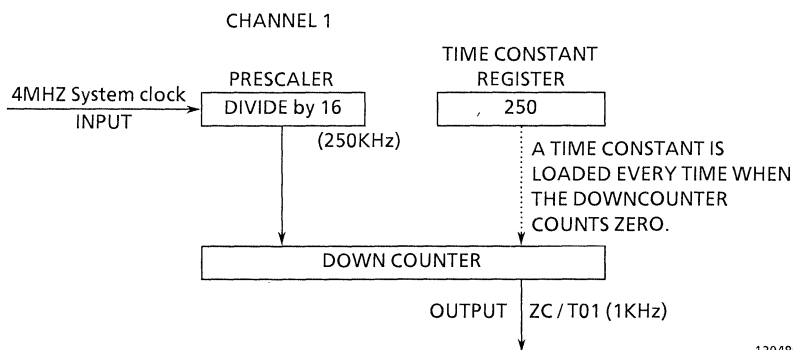 CHANNEL 1
TIME CONSTANT
REGISTER
PRESCALER
4MHZ System clock
INPUT
DIVIDE by 16
250
(250KHz)
A TIME CONSTANT IS
LOADED EVERY TIME WHEN
THE DOWNCOUNTER
COUNTS ZERO.
DOWN COUNTER
OUTPUT ZC / T01 (1KHz)